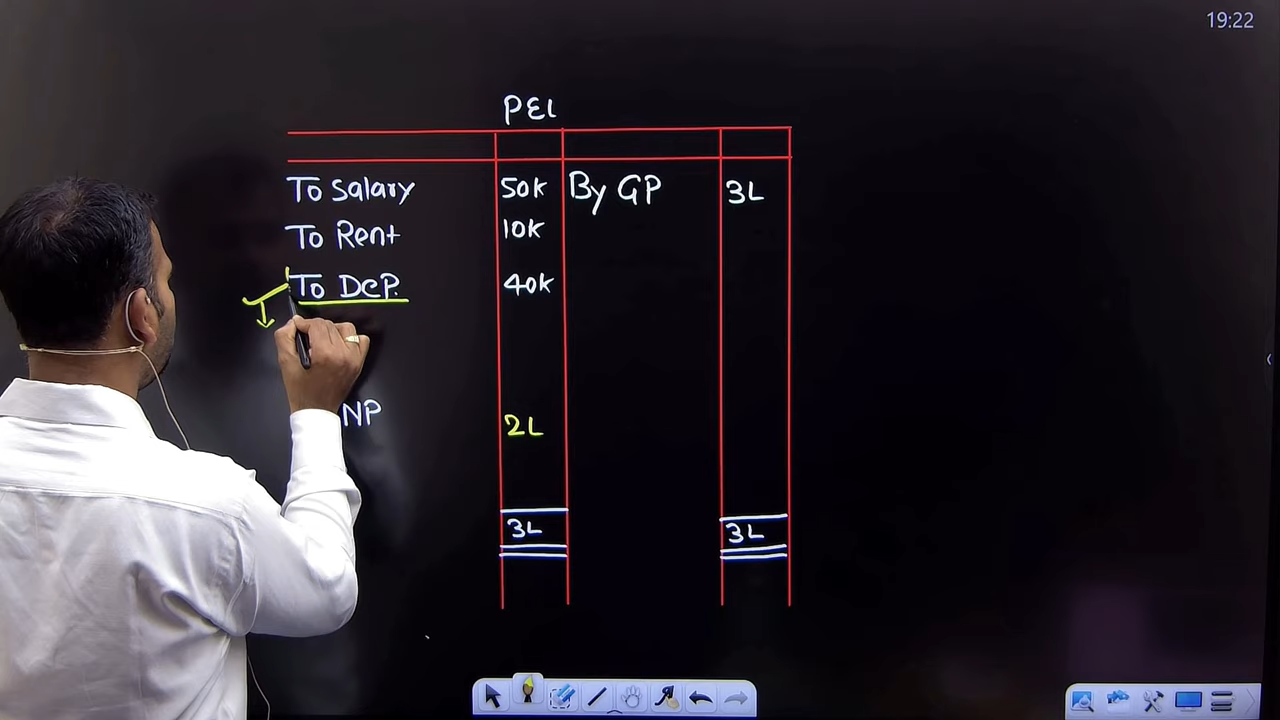 19:22
P&L
To Salary 50K By GP 3L
To Rent 10K
To Dep. 40K
NP 2L
3L 3L